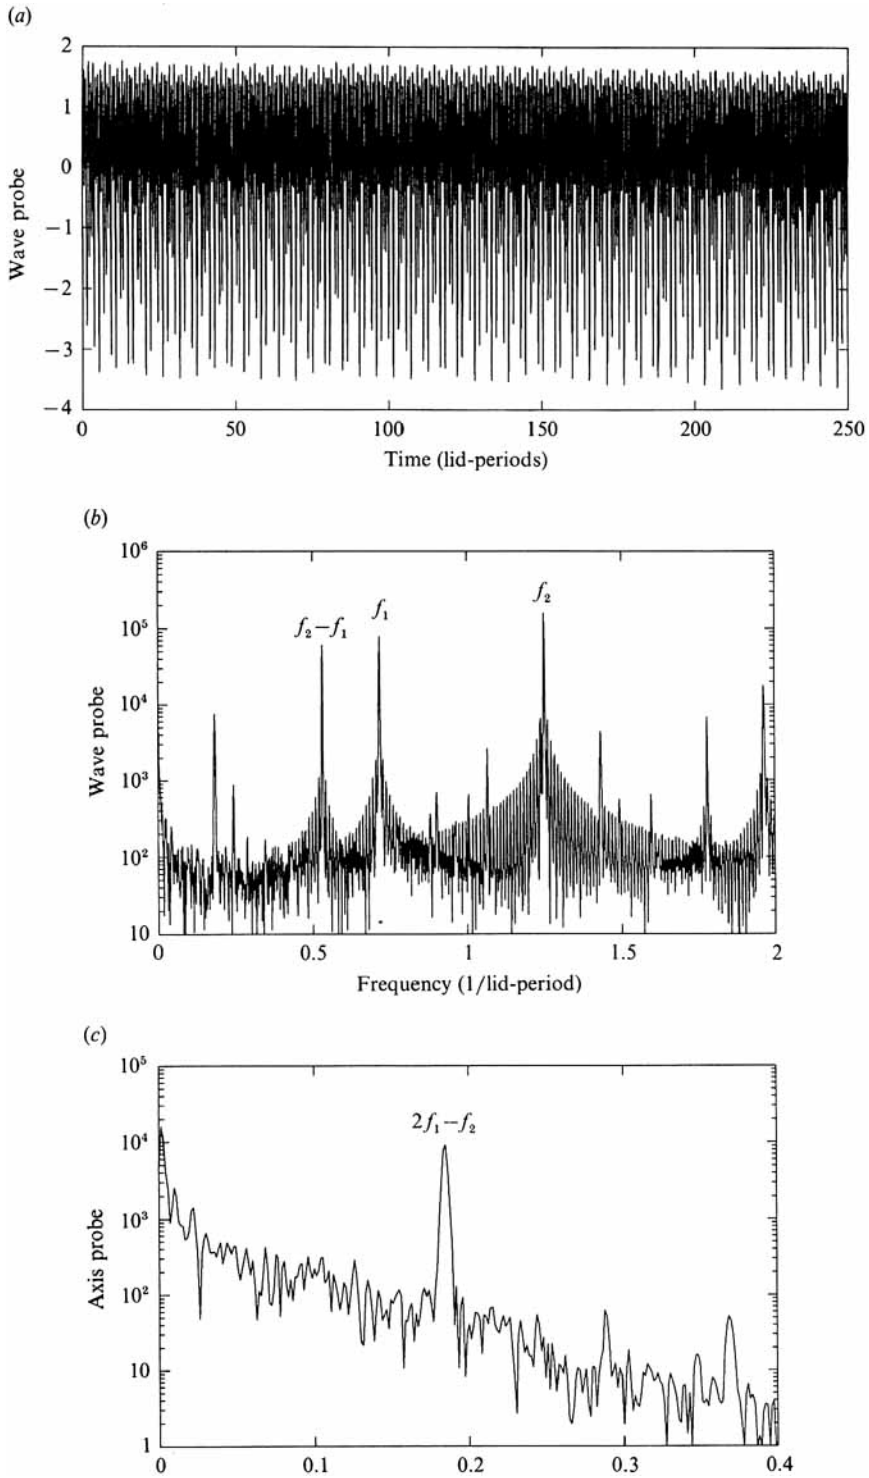 (a)
2
1
0
−1
−2
−3
−4
Wave probe
0 50 100 150 200 250
Time (lid-periods)
(b)
10⁶
10⁵
10⁴
10³
10²
10
Wave probe
f₂−f₁
f₁
f₂
0 0.5 1 1.5 2
Frequency (1/lid-period)
(c)
10⁵
10⁴
10³
10²
10
1
Axis probe
2f₁−f₂
0 0.1 0.2 0.3 0.4